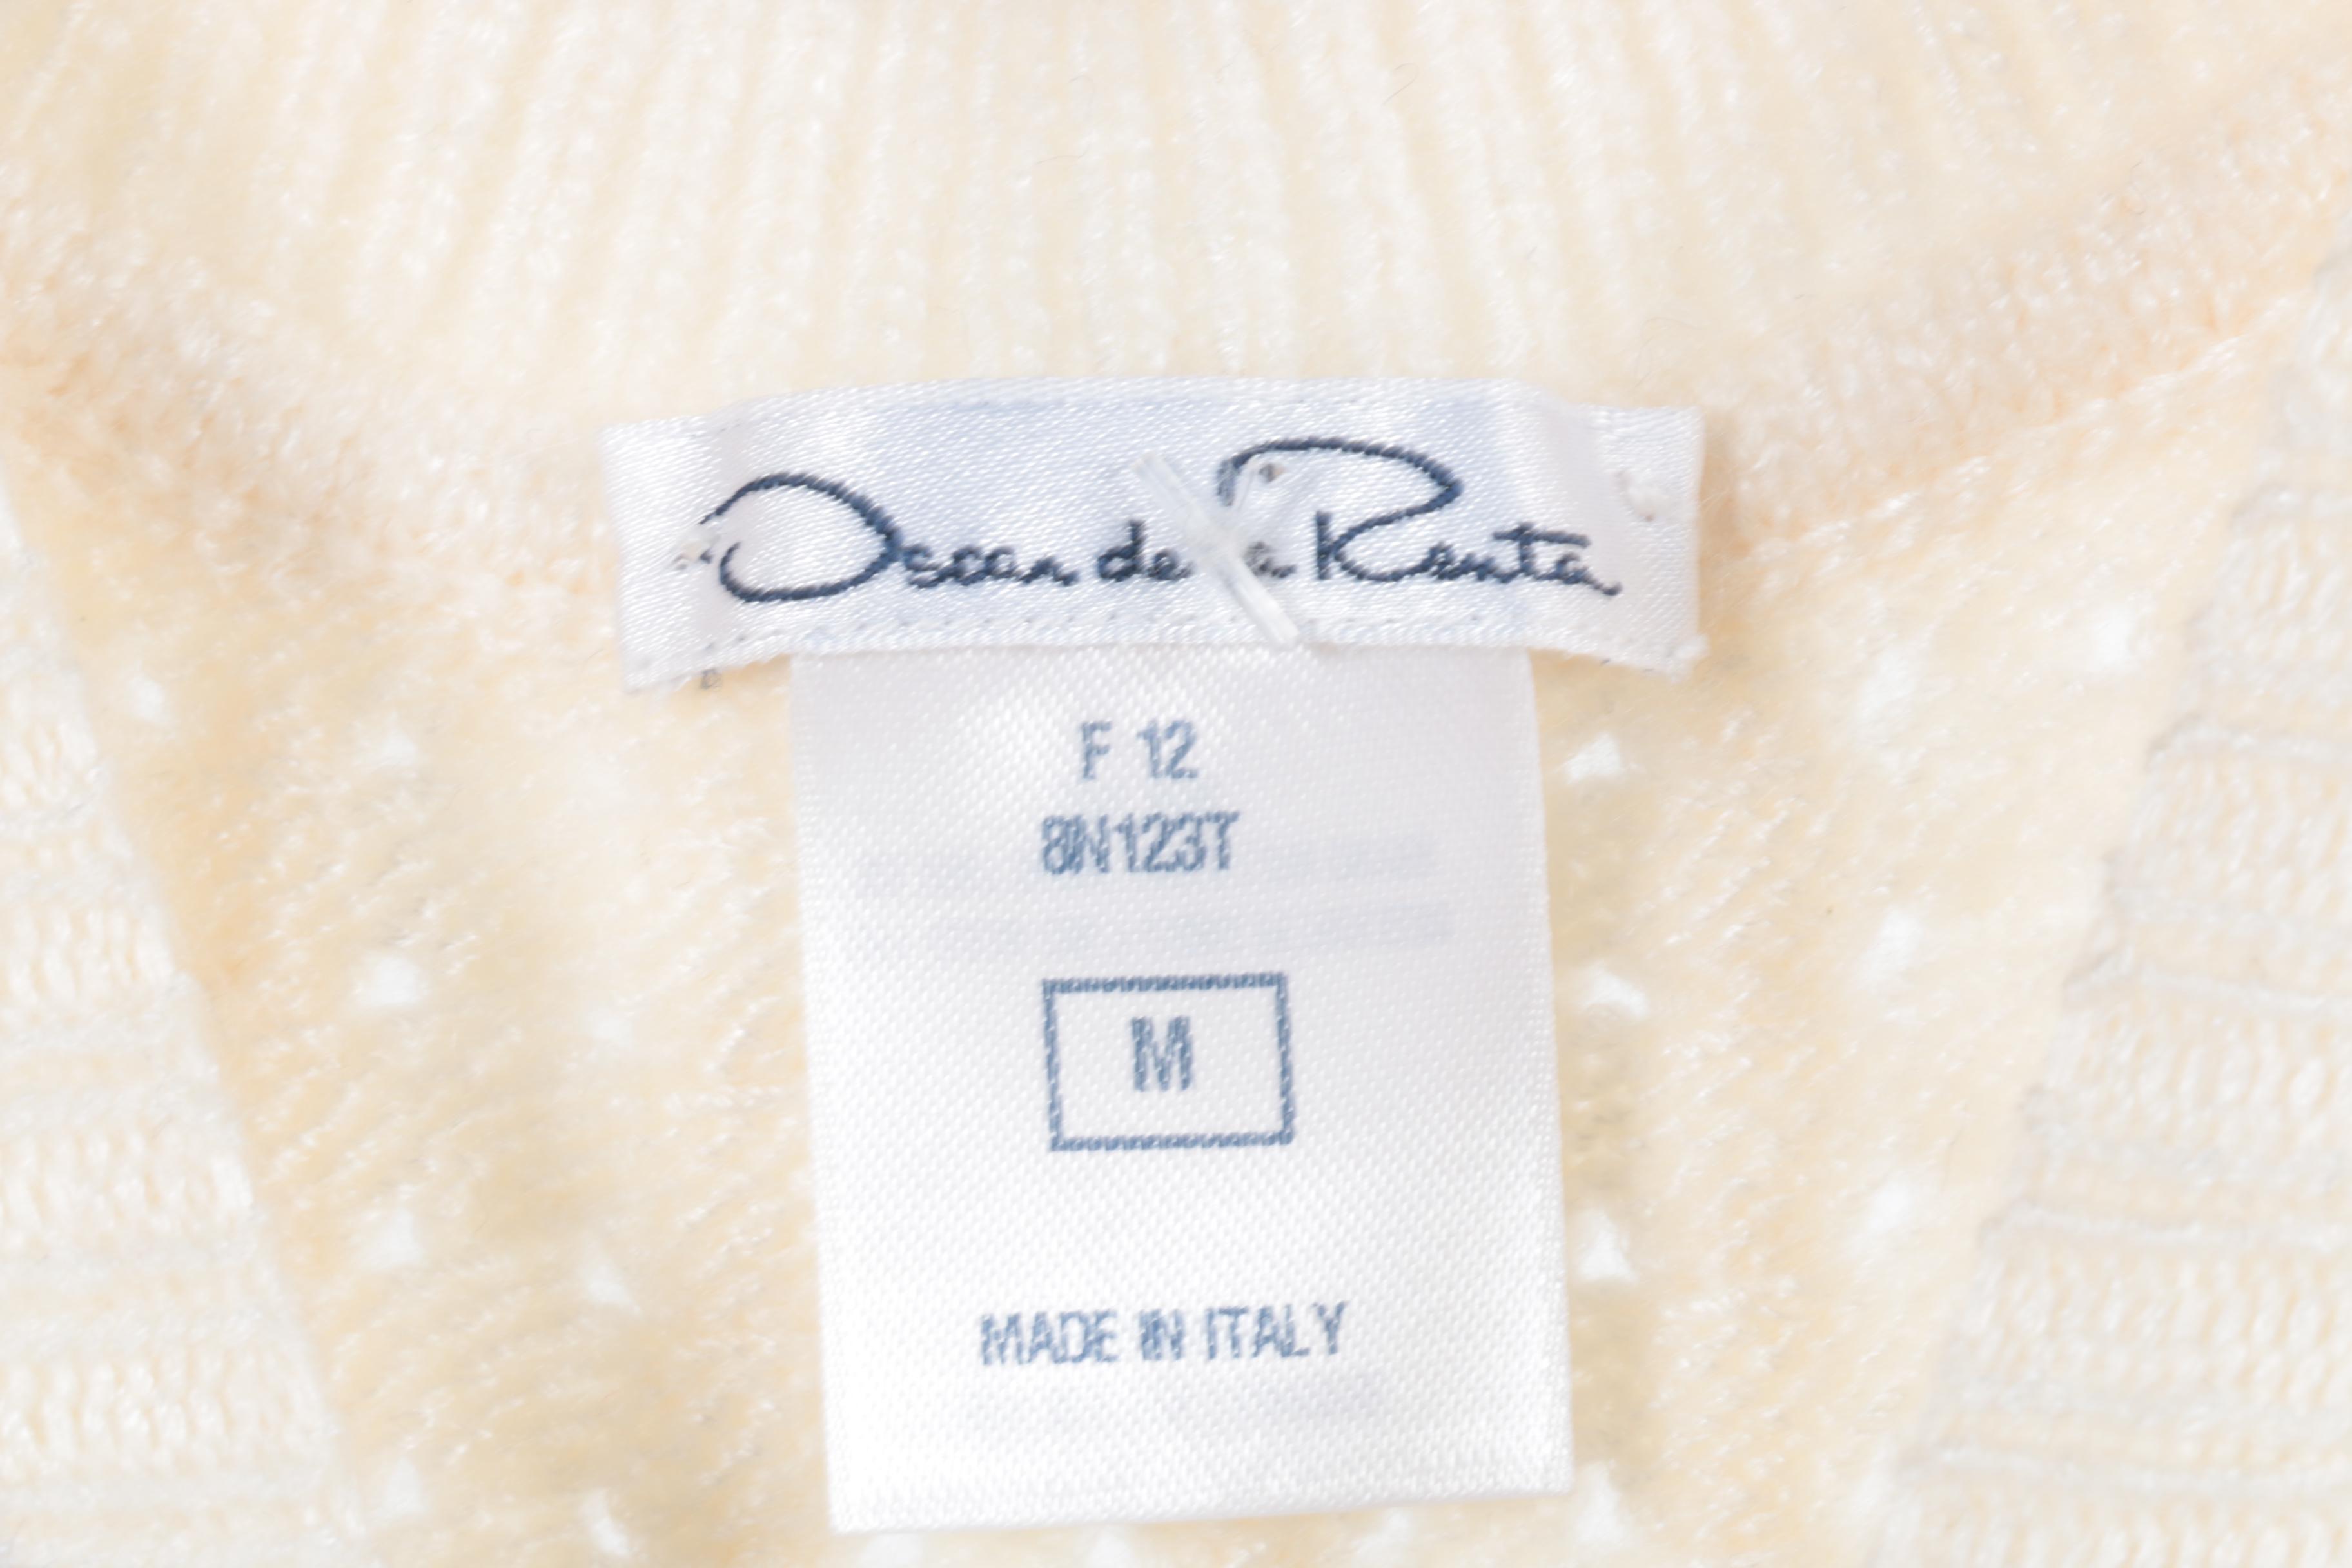 Oscar de la Renta
F 12
8N123T
M
MADE IN ITALY